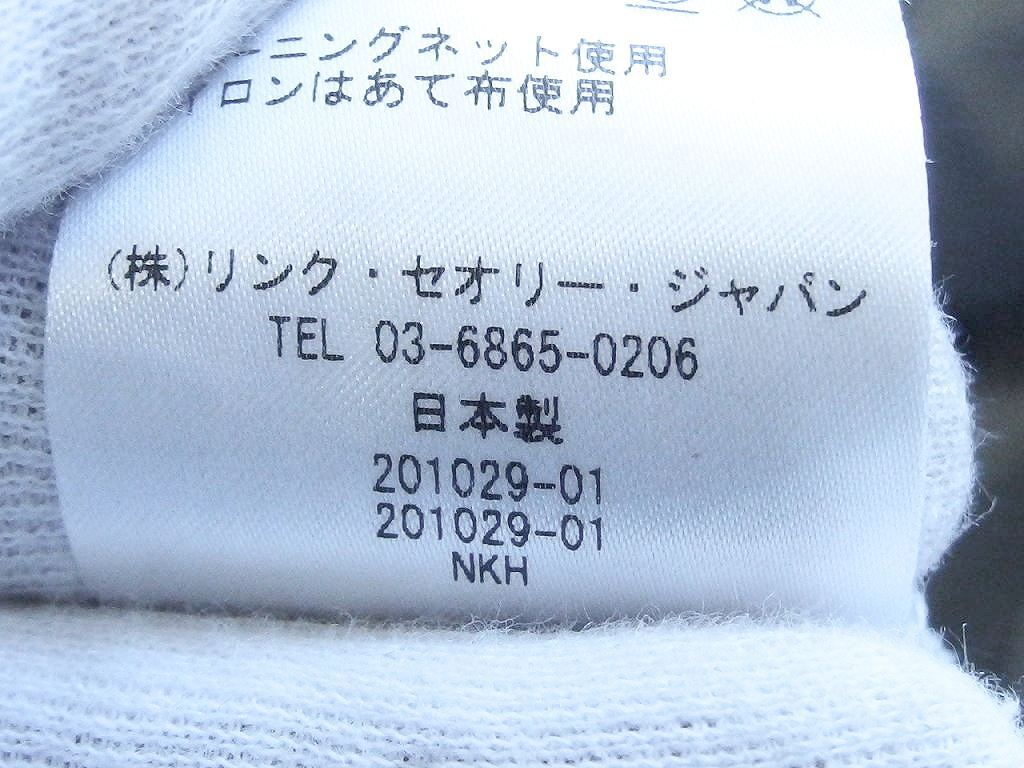 ーニングネット使用
ロンはあて布使用
(株)リンク・セオリー・ジャパン
TEL 03-6865-0206
日本製
201029-01
201029-01
NKH